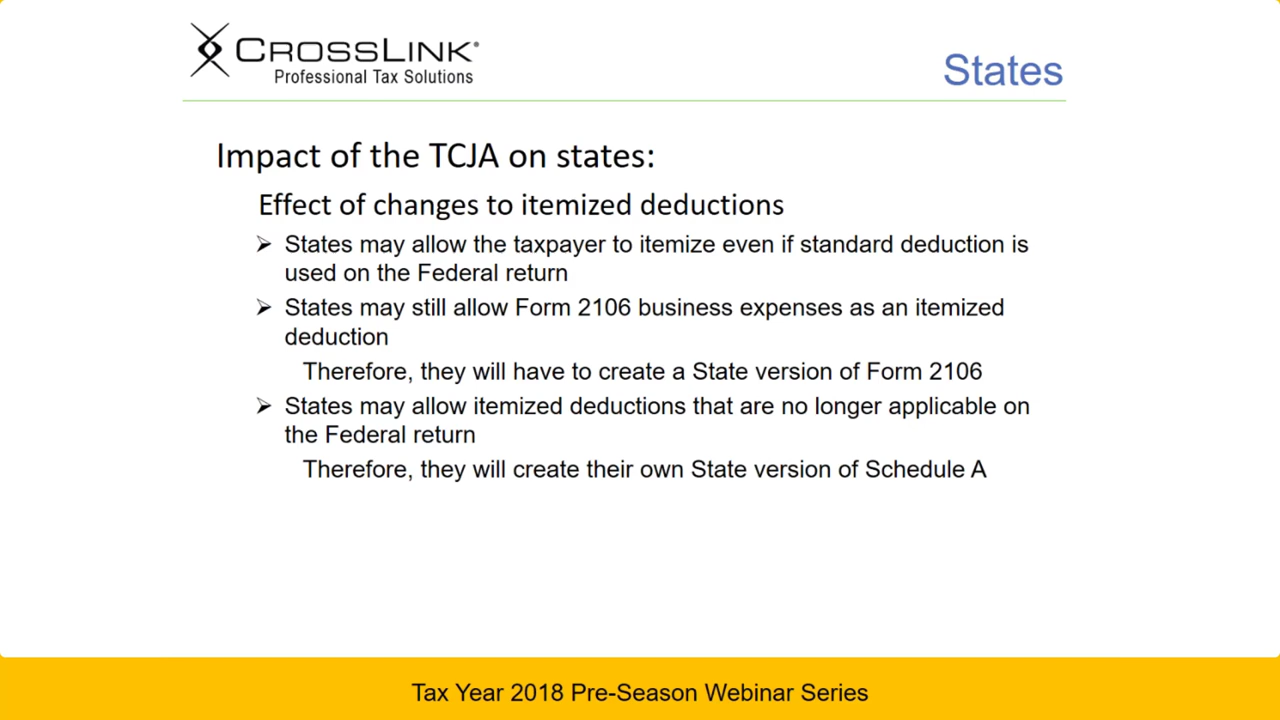 CROSSLINK®
Professional Tax Solutions
States
Impact of the TCJA on states:
Effect of changes to itemized deductions
➢ States may allow the taxpayer to itemize even if standard deduction is
used on the Federal return
➢ States may still allow Form 2106 business expenses as an itemized
deduction
Therefore, they will have to create a State version of Form 2106
➢ States may allow itemized deductions that are no longer applicable on
the Federal return
Therefore, they will create their own State version of Schedule A
Tax Year 2018 Pre-Season Webinar Series